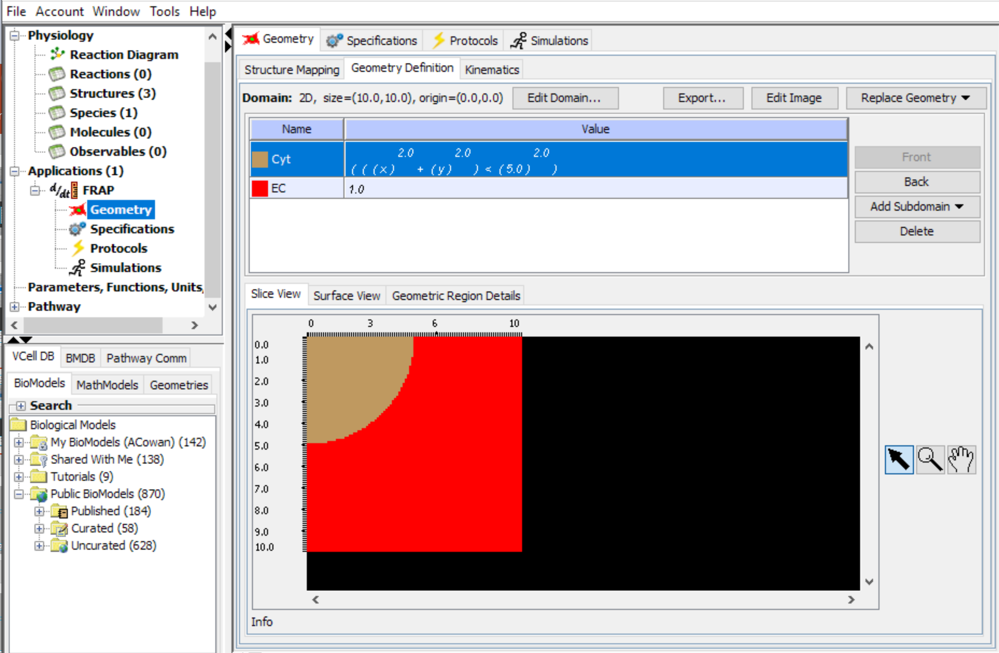 File Account Window Tools Help
Physiology
Reaction Diagram
Reactions (0)
Structures (3)
Species (1)
Molecules (0)
Observables (0)
Applications (1)
d/dt FRAP
Geometry
Specifications
Protocols
Simulations
Parameters, Functions, Units,
Pathway
VCell DB BMDB Pathway Comm
BioModels MathModels Geometries
Search
Biological Models
My BioModels (ACowan) (142)
Shared With Me (138)
Tutorials (9)
Public BioModels (870)
Published (184)
Curated (58)
Uncurated (628)
Geometry Specifications Protocols Simulations
Structure Mapping Geometry Definition Kinematics
Domain: 2D, size=(10.0,10.0), origin=(0.0,0.0) Edit Domain... Export... Edit Image Replace Geometry
Name Value
2.0 2.0 2.0
Cyt ( ( (x) + (y) ) < (5.0) )
EC 1.0
Front
Back
Add Subdomain
Delete
Slice View Surface View Geometric Region Details
0 3 6 10
0.0
1.0
2.0
3.0
4.0
5.0
6.0
7.0
8.0
9.0
10.0
Info